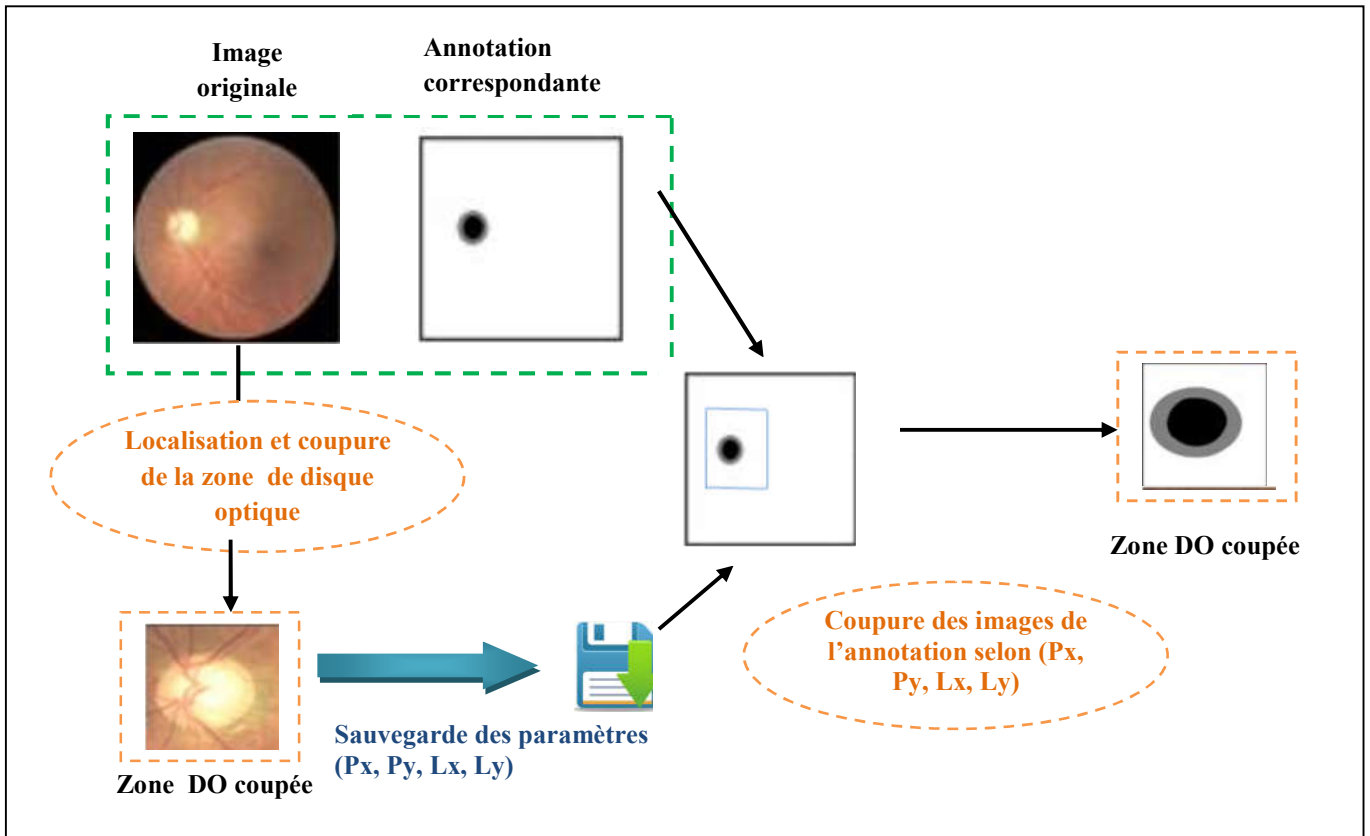 Image
originale
Annotation
correspondante
Localisation et coupure
de la zone de disque
optique
Zone DO coupée
Sauvegarde des paramètres
(Px, Py, Lx, Ly)
Coupure des images de
l’annotation selon (Px,
Py, Lx, Ly)
Zone DO coupée